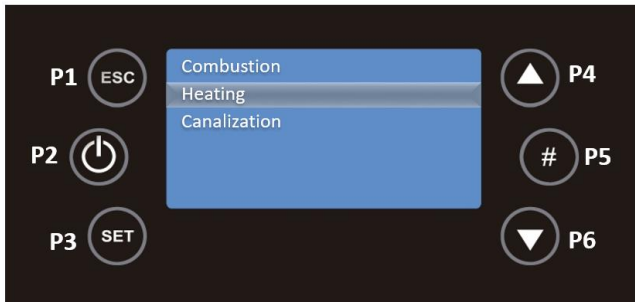 P1 ESC
Combustion
P4
Heating
Canalization
P2
# P5
P3 SET
P6